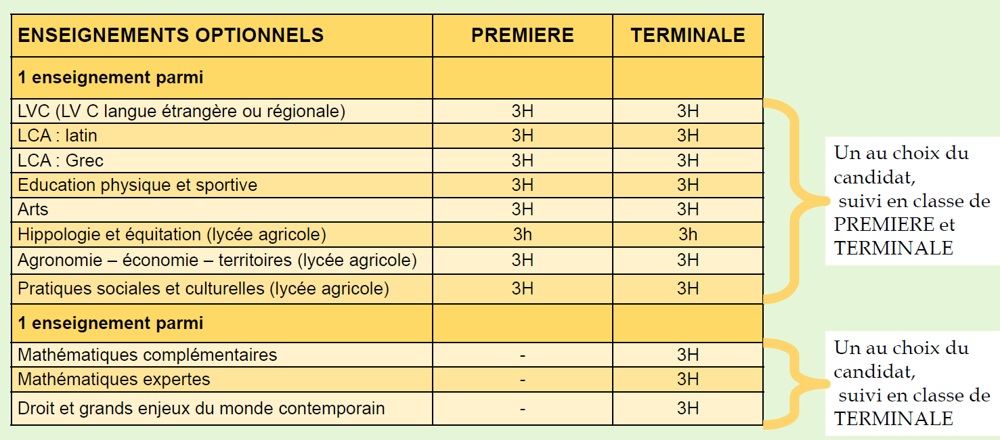 ENSEIGNEMENTS OPTIONNELS PREMIERE TERMINALE
1 enseignement parmi
LVC (LV C langue étrangère ou régionale) 3H 3H
LCA : latin 3H 3H
LCA : Grec 3H 3H
Education physique et sportive 3H 3H
Arts 3H 3H
Hippologie et équitation (lycée agricole) 3h 3h
Agronomie – économie – territoires (lycée agricole) 3H 3H
Pratiques sociales et culturelles (lycée agricole) 3H 3H
Un au choix du
candidat,
suivi en classe de
PREMIERE et
TERMINALE
1 enseignement parmi
Mathématiques complémentaires - 3H
Mathématiques expertes - 3H
Droit et grands enjeux du monde contemporain - 3H
Un au choix du
candidat,
suivi en classe de
TERMINALE